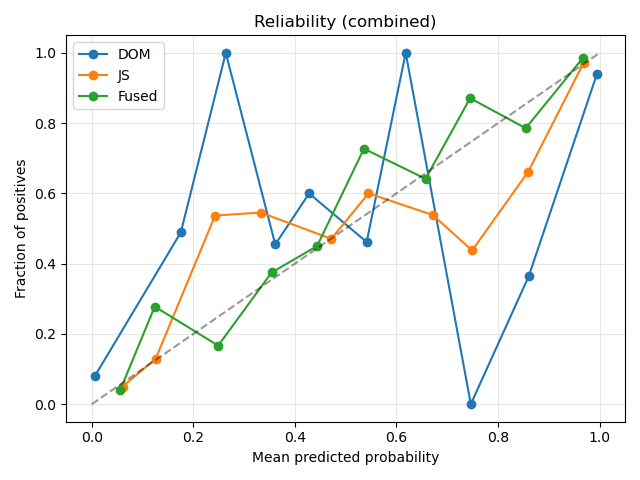 Reliability (combined)
DOM
JS
Fused
Fraction of positives
1.0
0.8
0.6
0.4
0.2
0.0
0.0 0.2 0.4 0.6 0.8 1.0
Mean predicted probability